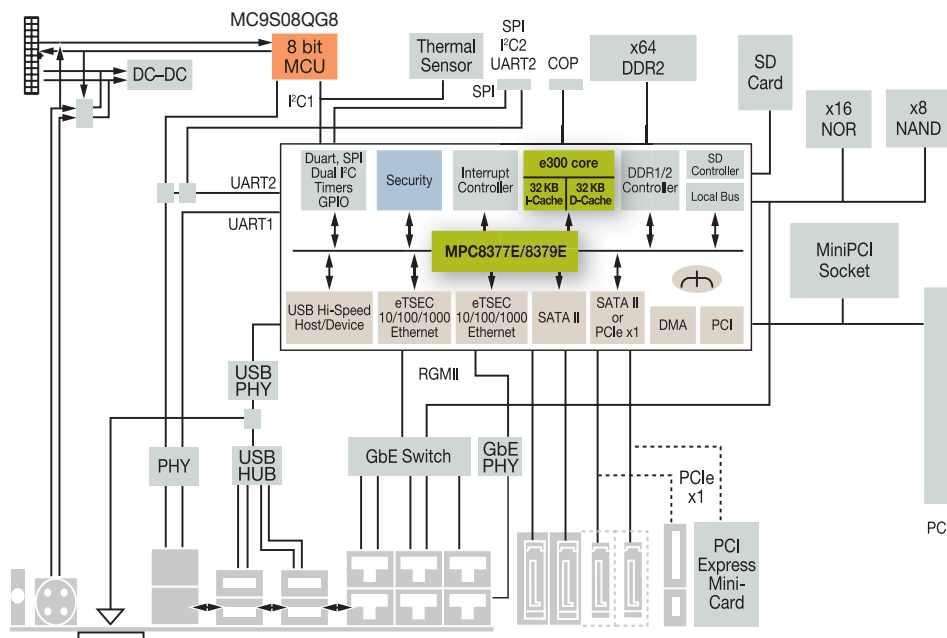 MC9S08QG8
8 bit
MCU
DC–DC
I²C1
Thermal
Sensor
SPI
SPI
I²C2
UART2
COP
x64
DDR2
SD
Card
x16
NOR
x8
NAND
UART2
UART1
Duart, SPI
Dual I²C
Timers
GPIO
Security
Interrupt
Controller
e300 core
32 KB
I-Cache
32 KB
D-Cache
DDR1/2
Controller
SD
Controller
Local Bus
MPC8377E/8379E
MiniPCI
Socket
USB Hi-Speed
Host/Device
eTSEC
10/100/1000
Ethernet
eTSEC
10/100/1000
Ethernet
SATA II
SATA II
or
PCIe x1
DMA
PCI
USB
PHY
RGMII
PHY
USB
HUB
GbE Switch
GbE
PHY
PCIe
x1
PCI
Express
Mini-
Card
PC